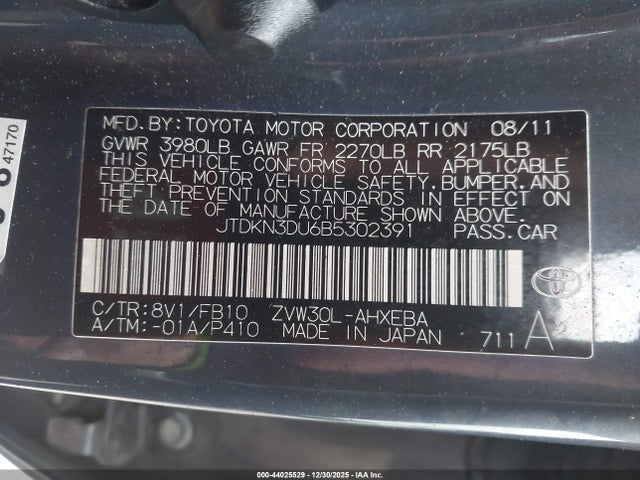 MFD.BY:TOYOTA MOTOR CORPORATION 08/11
GVWR 3980LB GAWR FR 2270LB RR 2175LB
THIS VEHICLE CONFORMS TO ALL APPLICABLE
FEDERAL MOTOR VEHICLE SAFETY,BUMPER,AND
THEFT PREVENTION STANDARDS IN EFFECT ON
THE DATE OF MANUFACTURE SHOWN ABOVE.
JTDKN3DU6B5302391 PASS.CAR
C/TR:8V1/FB10 ZVW30L-AHXEBA
A/TM:-01A/P410 MADE IN JAPAN 711 A
47170
000-44025529 - 12/30/2025 - IAA Inc.